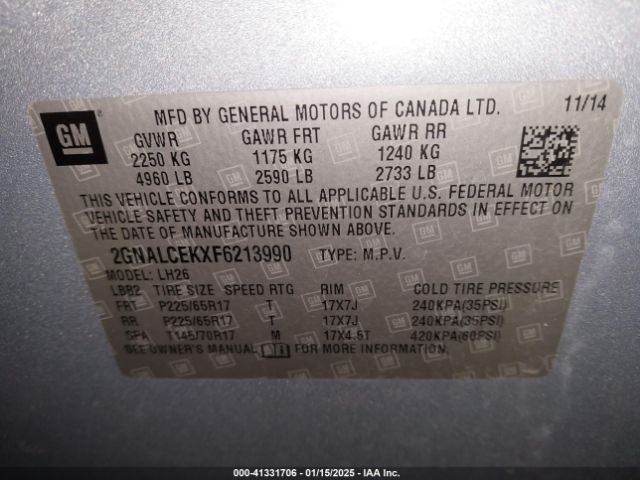 GM
MFD BY GENERAL MOTORS OF CANADA LTD. 11/14
GVWR GAWR FRT GAWR RR
2250 KG 1175 KG 1240 KG
4960 LB 2590 LB 2733 LB
THIS VEHICLE CONFORMS TO ALL APPLICABLE U.S. FEDERAL MOTOR
VEHICLE SAFETY AND THEFT PREVENTION STANDARDS IN EFFECT ON
THE DATE OF MANUFACTURE SHOWN ABOVE.
2GNALCEKXF6213990 TYPE: M.P.V.
MODEL: LH26
LBB2 TIRE SIZE SPEED RTG RIM COLD TIRE PRESSURE
FRT P225/65R17 T 17X7J 240KPA(35PSI)
RR P225/65R17 T 17X7J 240KPA(35PSI)
SPA T145/70R17 M 17X4.5T 420KPA(60PSI)
SEE OWNER'S MANUAL FOR MORE INFORMATION
000-41331706 - 01/15/2025 - IAA Inc.